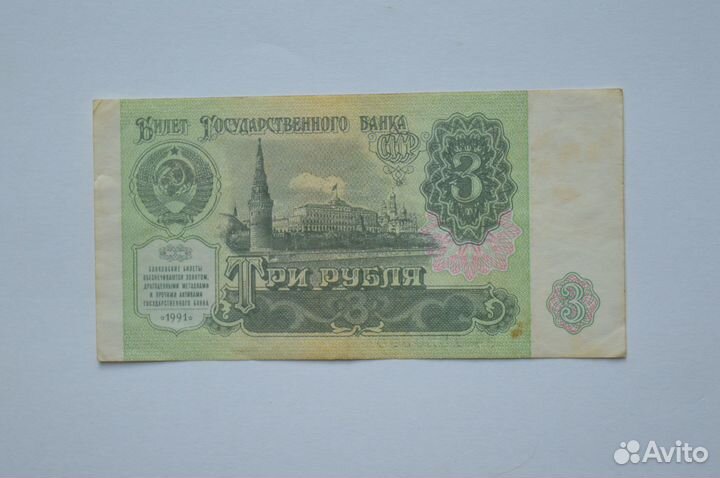 Билет Государственного Банка
СССР
3
Банковские билеты
обеспечиваются золотом,
драгоценными металлами
и прочими активами
Государственного банка
1991
Три рубля
3
3
Avito